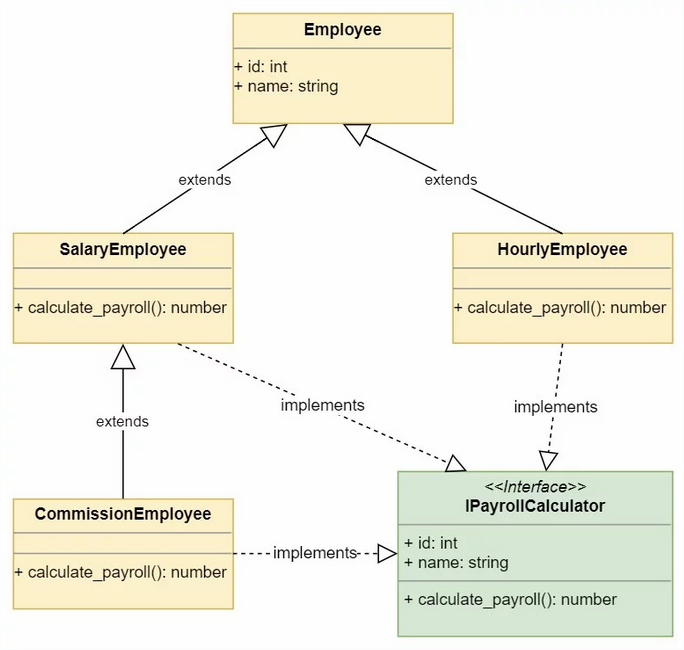 Employee
+ id: int
+ name: string
extends
extends
SalaryEmployee
+ calculate_payroll(): number
HourlyEmployee
+ calculate_payroll(): number
implements
implements
extends
CommissionEmployee
+ calculate_payroll(): number
implements
<<Interface>>
IPayrollCalculator
+ id: int
+ name: string
+ calculate_payroll(): number